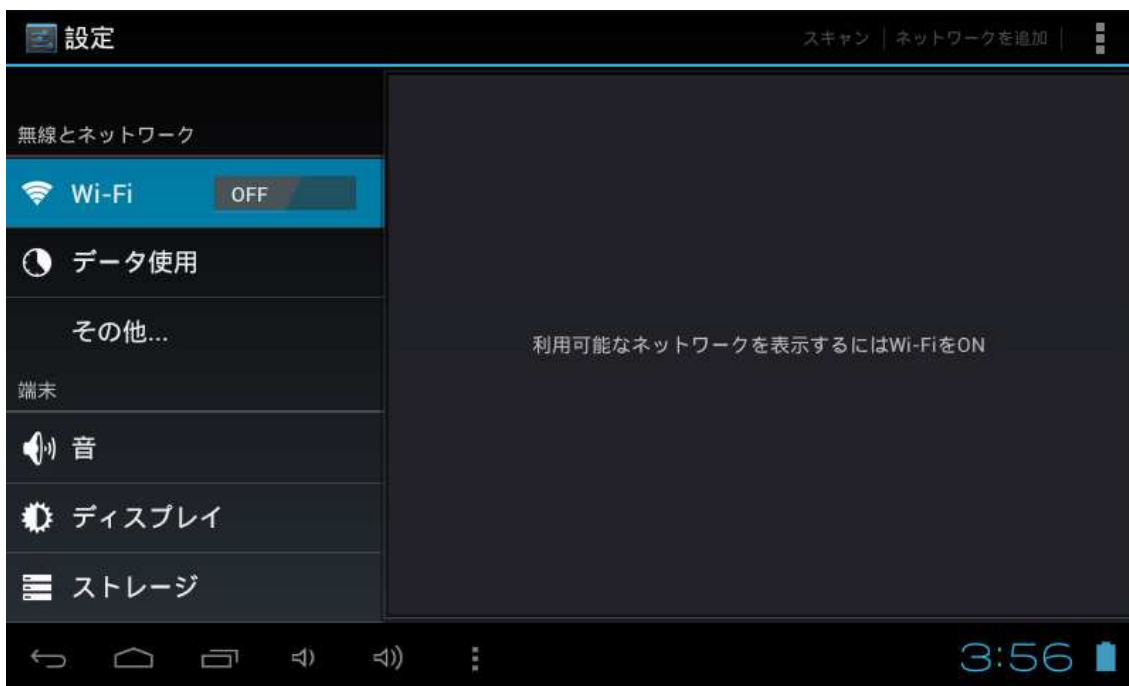 設定
スキャン
ネットワークを追加
無線とネットワーク
Wi-Fi
OFF
データ使用
その他...
利用可能なネットワークを表示するにはWi-FiをON
端末
音
ディスプレイ
ストレージ
3:56